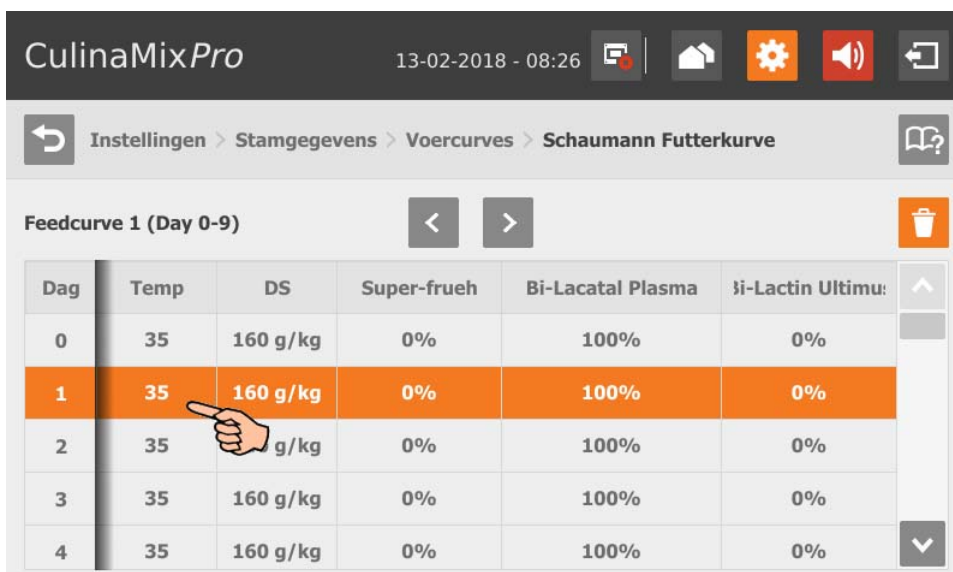 CulinaMixPro 13-02-2018 - 08:26
Instellingen > Stamgegevens > Voercurves > Schaumann Futterkurve
Feedcurve 1 (Day 0-9) < >
Dag Temp DS Super-frueh Bi-Lacatal Plasma Bi-Lactin Ultimus
0 35 160 g/kg 0% 100% 0%
1 35 160 g/kg 0% 100% 0%
2 35 g/kg 0% 100% 0%
3 35 160 g/kg 0% 100% 0%
4 35 160 g/kg 0% 100% 0%